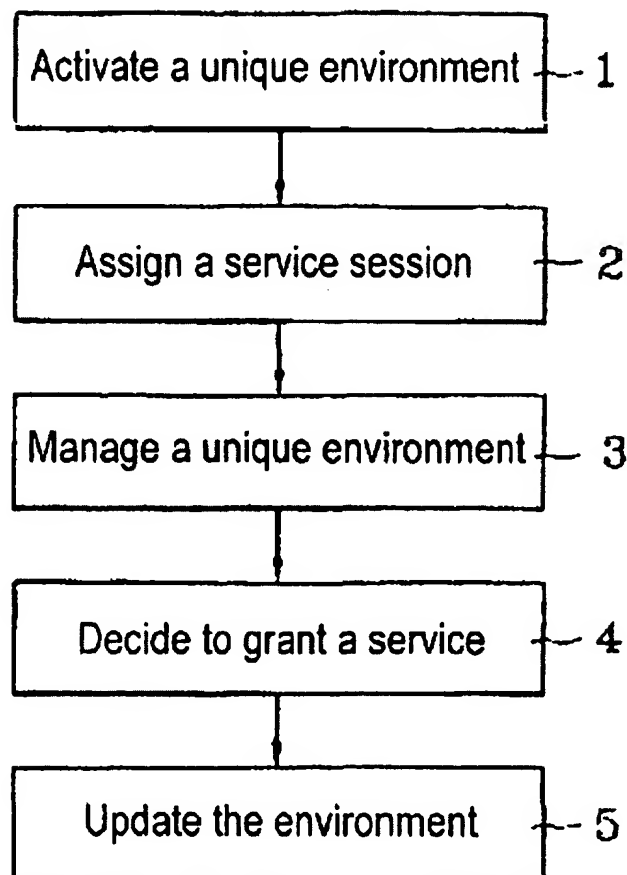 Activate a unique environment 1
Assign a service session 2
Manage a unique environment 3
Decide to grant a service 4
Update the environment 5